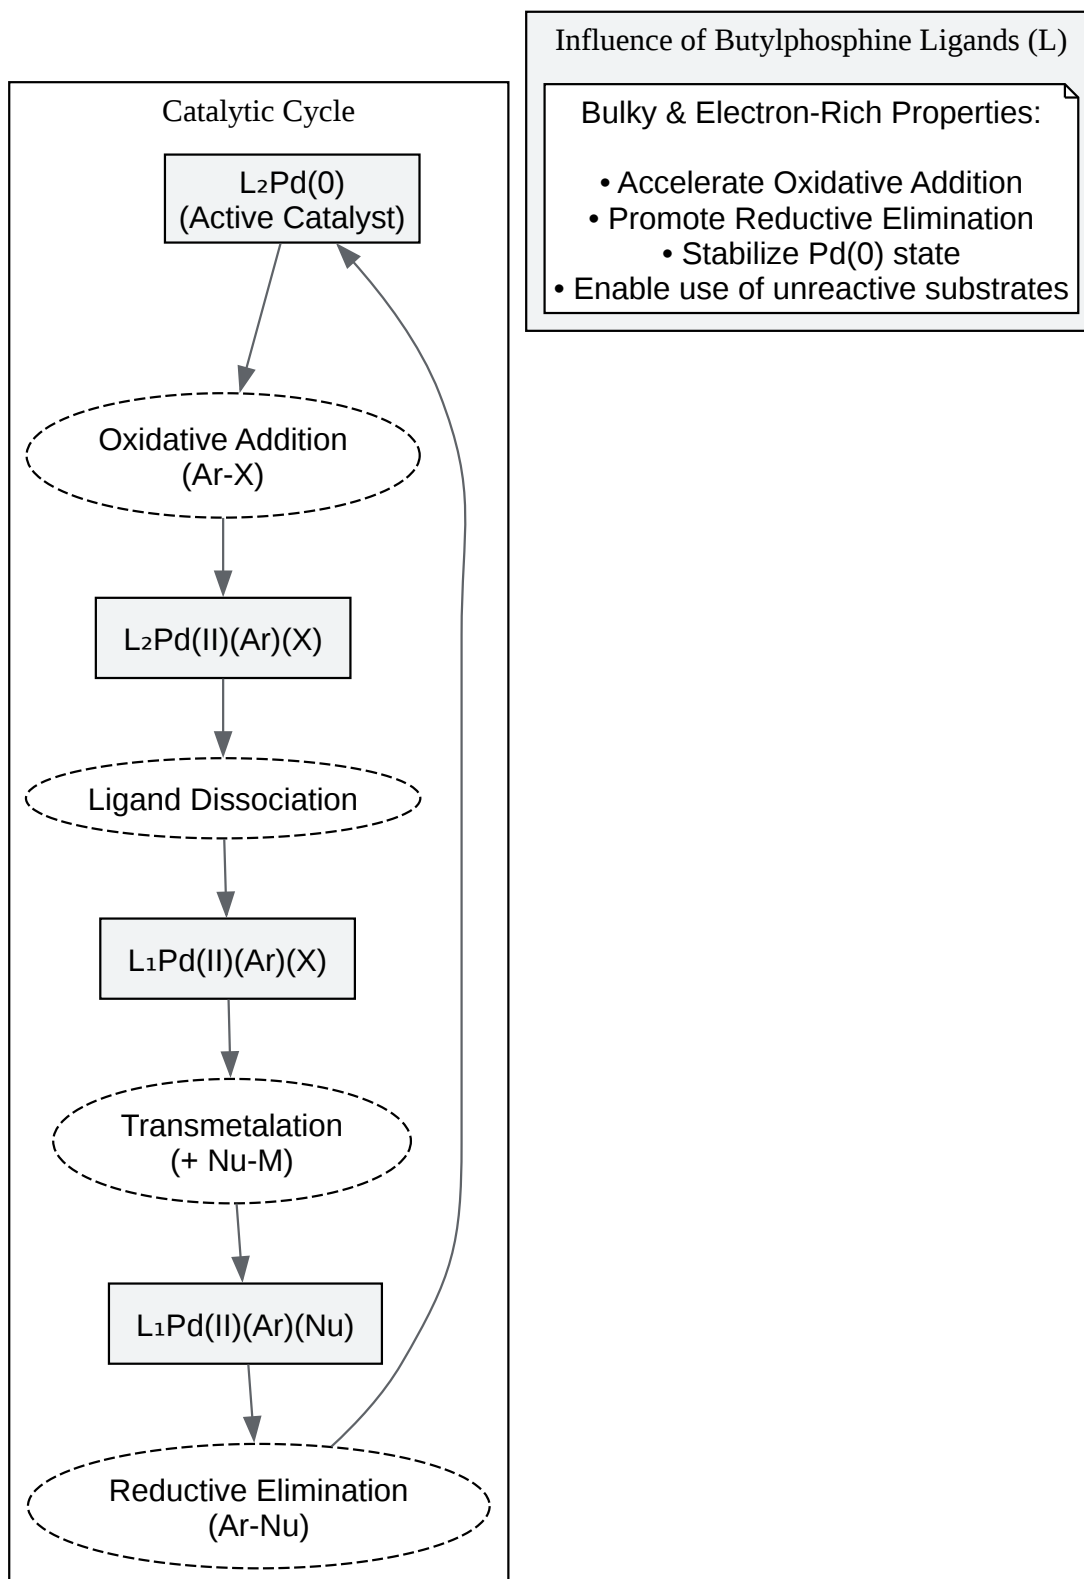 Influence of Butylphosphine Ligands (L)
Bulky & Electron-Rich Properties:
• Accelerate Oxidative Addition
• Promote Reductive Elimination
• Stabilize Pd(0) state
• Enable use of unreactive substrates
Catalytic Cycle
L₂Pd(0)
(Active Catalyst)
Oxidative Addition
(Ar-X)
L₂Pd(II)(Ar)(X)
Ligand Dissociation
L₁Pd(II)(Ar)(X)
Transmetalation
(+ Nu-M)
L₁Pd(II)(Ar)(Nu)
Reductive Elimination
(Ar-Nu)